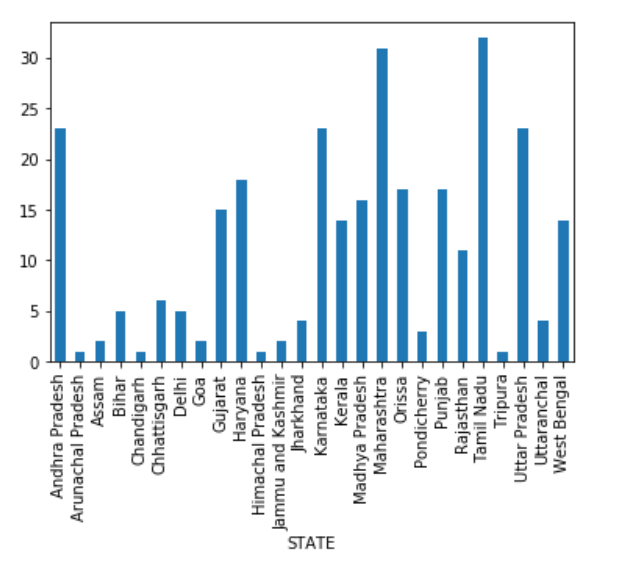 30
25
20
15
10
5
0
Andhra Pradesh
Arunachal Pradesh
Assam
Bihar
Chandigarh
Chhattisgarh
Delhi
Goa
Gujarat
Haryana
Himachal Pradesh
Jammu and Kashmir
Jharkhand
Karnataka
Kerala
Madhya Pradesh
Maharashtra
Orissa
Pondicherry
Punjab
Rajasthan
Tamil Nadu
Tripura
Uttar Pradesh
Uttaranchal
West Bengal
STATE